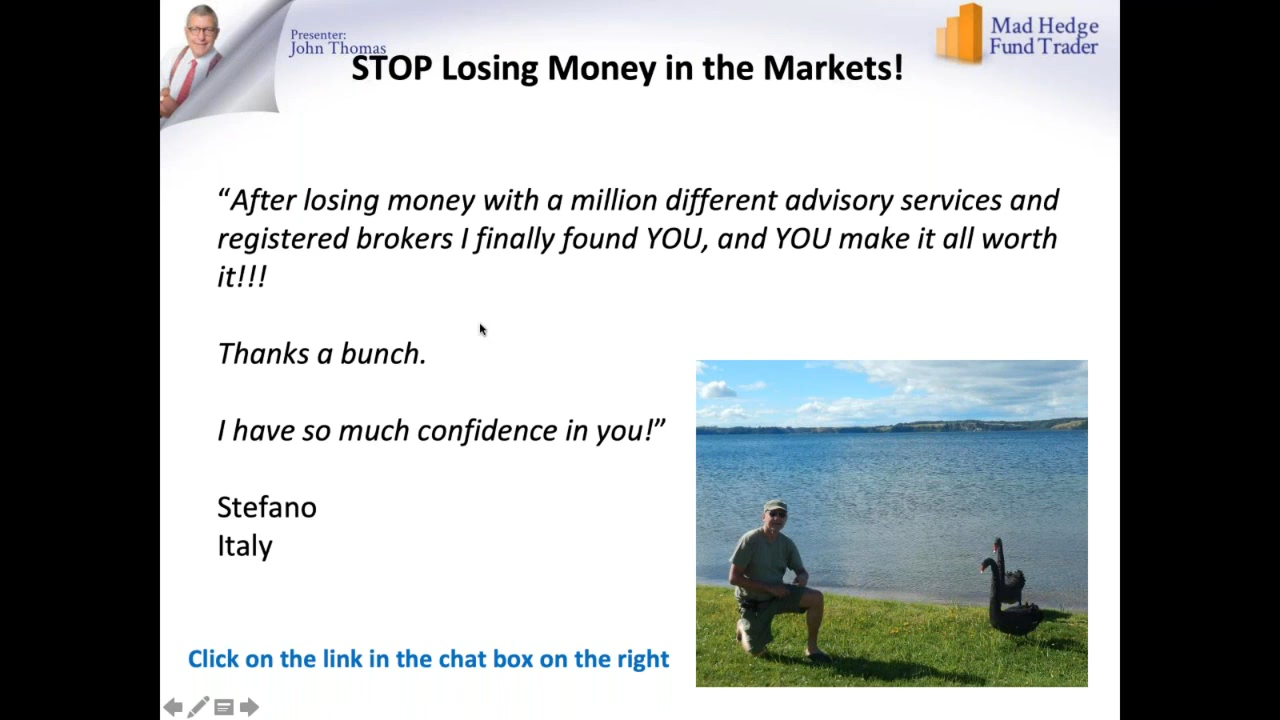 Presenter:
John Thomas
Mad Hedge
Fund Trader
STOP Losing Money in the Markets!
“After losing money with a million different advisory services and
registered brokers I finally found YOU, and YOU make it all worth
it!!!
Thanks a bunch.
I have so much confidence in you!”
Stefano
Italy
Click on the link in the chat box on the right